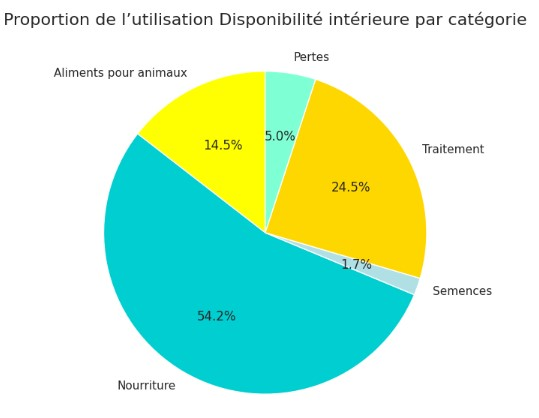 Proportion de l’utilisation Disponibilité intérieure par catégorie
Pertes
Aliments pour animaux
5.0%
14.5%
Traitement
24.5%
1.7%
Semences
54.2%
Nourriture